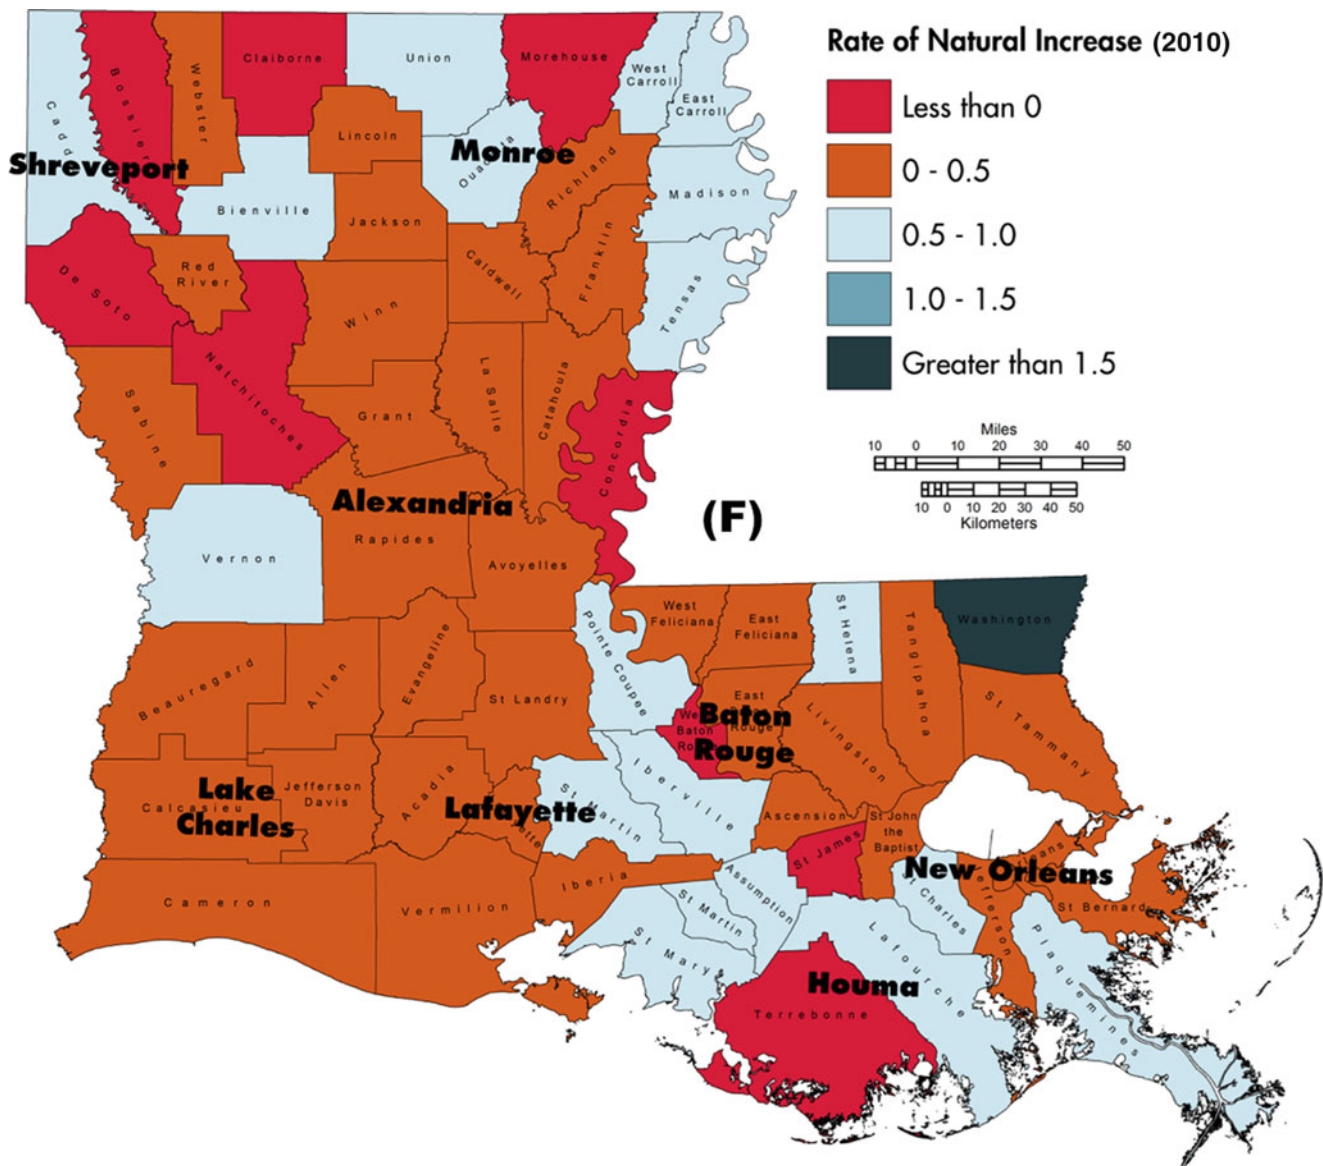 Rate of Natural Increase (2010)
Less than 0
0 - 0.5
0.5 - 1.0
1.0 - 1.5
Greater than 1.5
Miles
10 0 10 20 30 40 50
10 0 10 20 30 40 50
Kilometers
(F)
Bossier
Webster
Claiborne
Union
Morehouse
West
Carroll
East
Carroll
Shreveport
Lincoln
Monroe
Richland
Madison
Bienville
Jackson
De Soto
Red
River
Caldwell
Franklin
Tensas
Winn
Natchitoches
Sabine
Grant
La Salle
Catahoula
Concordia
Alexandria
Vernon
Rapides
Avoyelles
Pointe Coupee
West
Feliciana
East
Feliciana
St Helena
Tangipahoa
Washington
Beauregard
Allen
Evangeline
St Landry
East
Rouge
Baton
Baton
Rouge
Livingston
St Tammany
Lake
Charles
Calcasieu
Jefferson
Davis
Acadia
Lafayette
St Martin
Iberville
Ascension
St John
the
Baptist
St James
New Orleans
Cameron
Vermilion
Iberia
St Martin
Assumption
Charles
Jefferson
St Bernard
St Mary
Lafourche
Plaquemines
Houma
Terrebonne